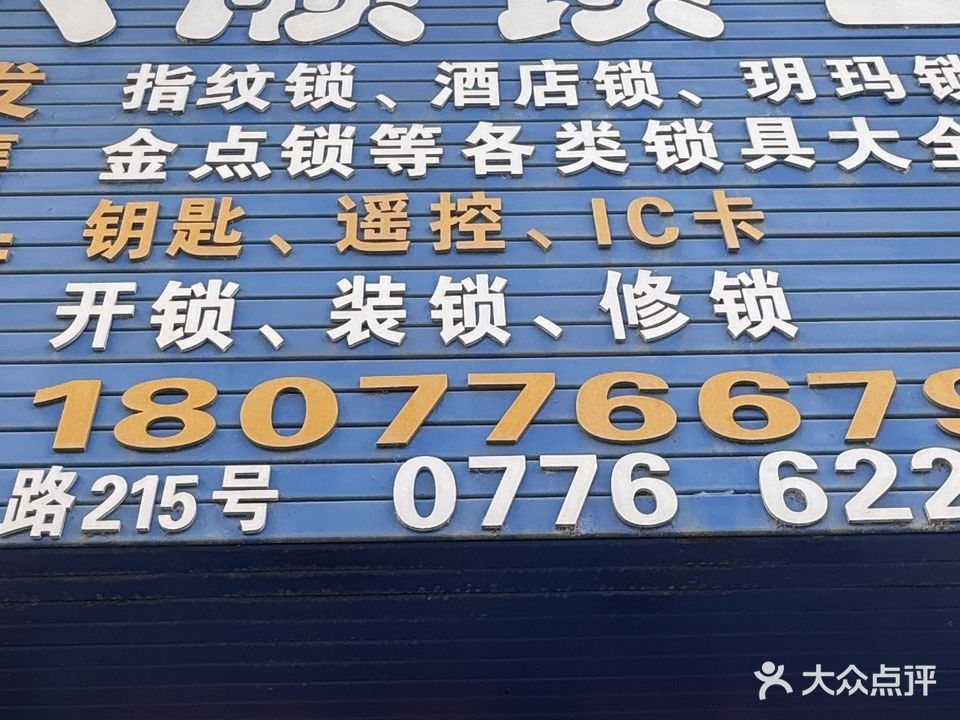 发 指纹锁、酒店锁、玥玛锁
金点锁等各类锁具大全
钥匙、遥控、IC卡
开锁、装锁、修锁
180776679
路215号 0776 622
大众点评